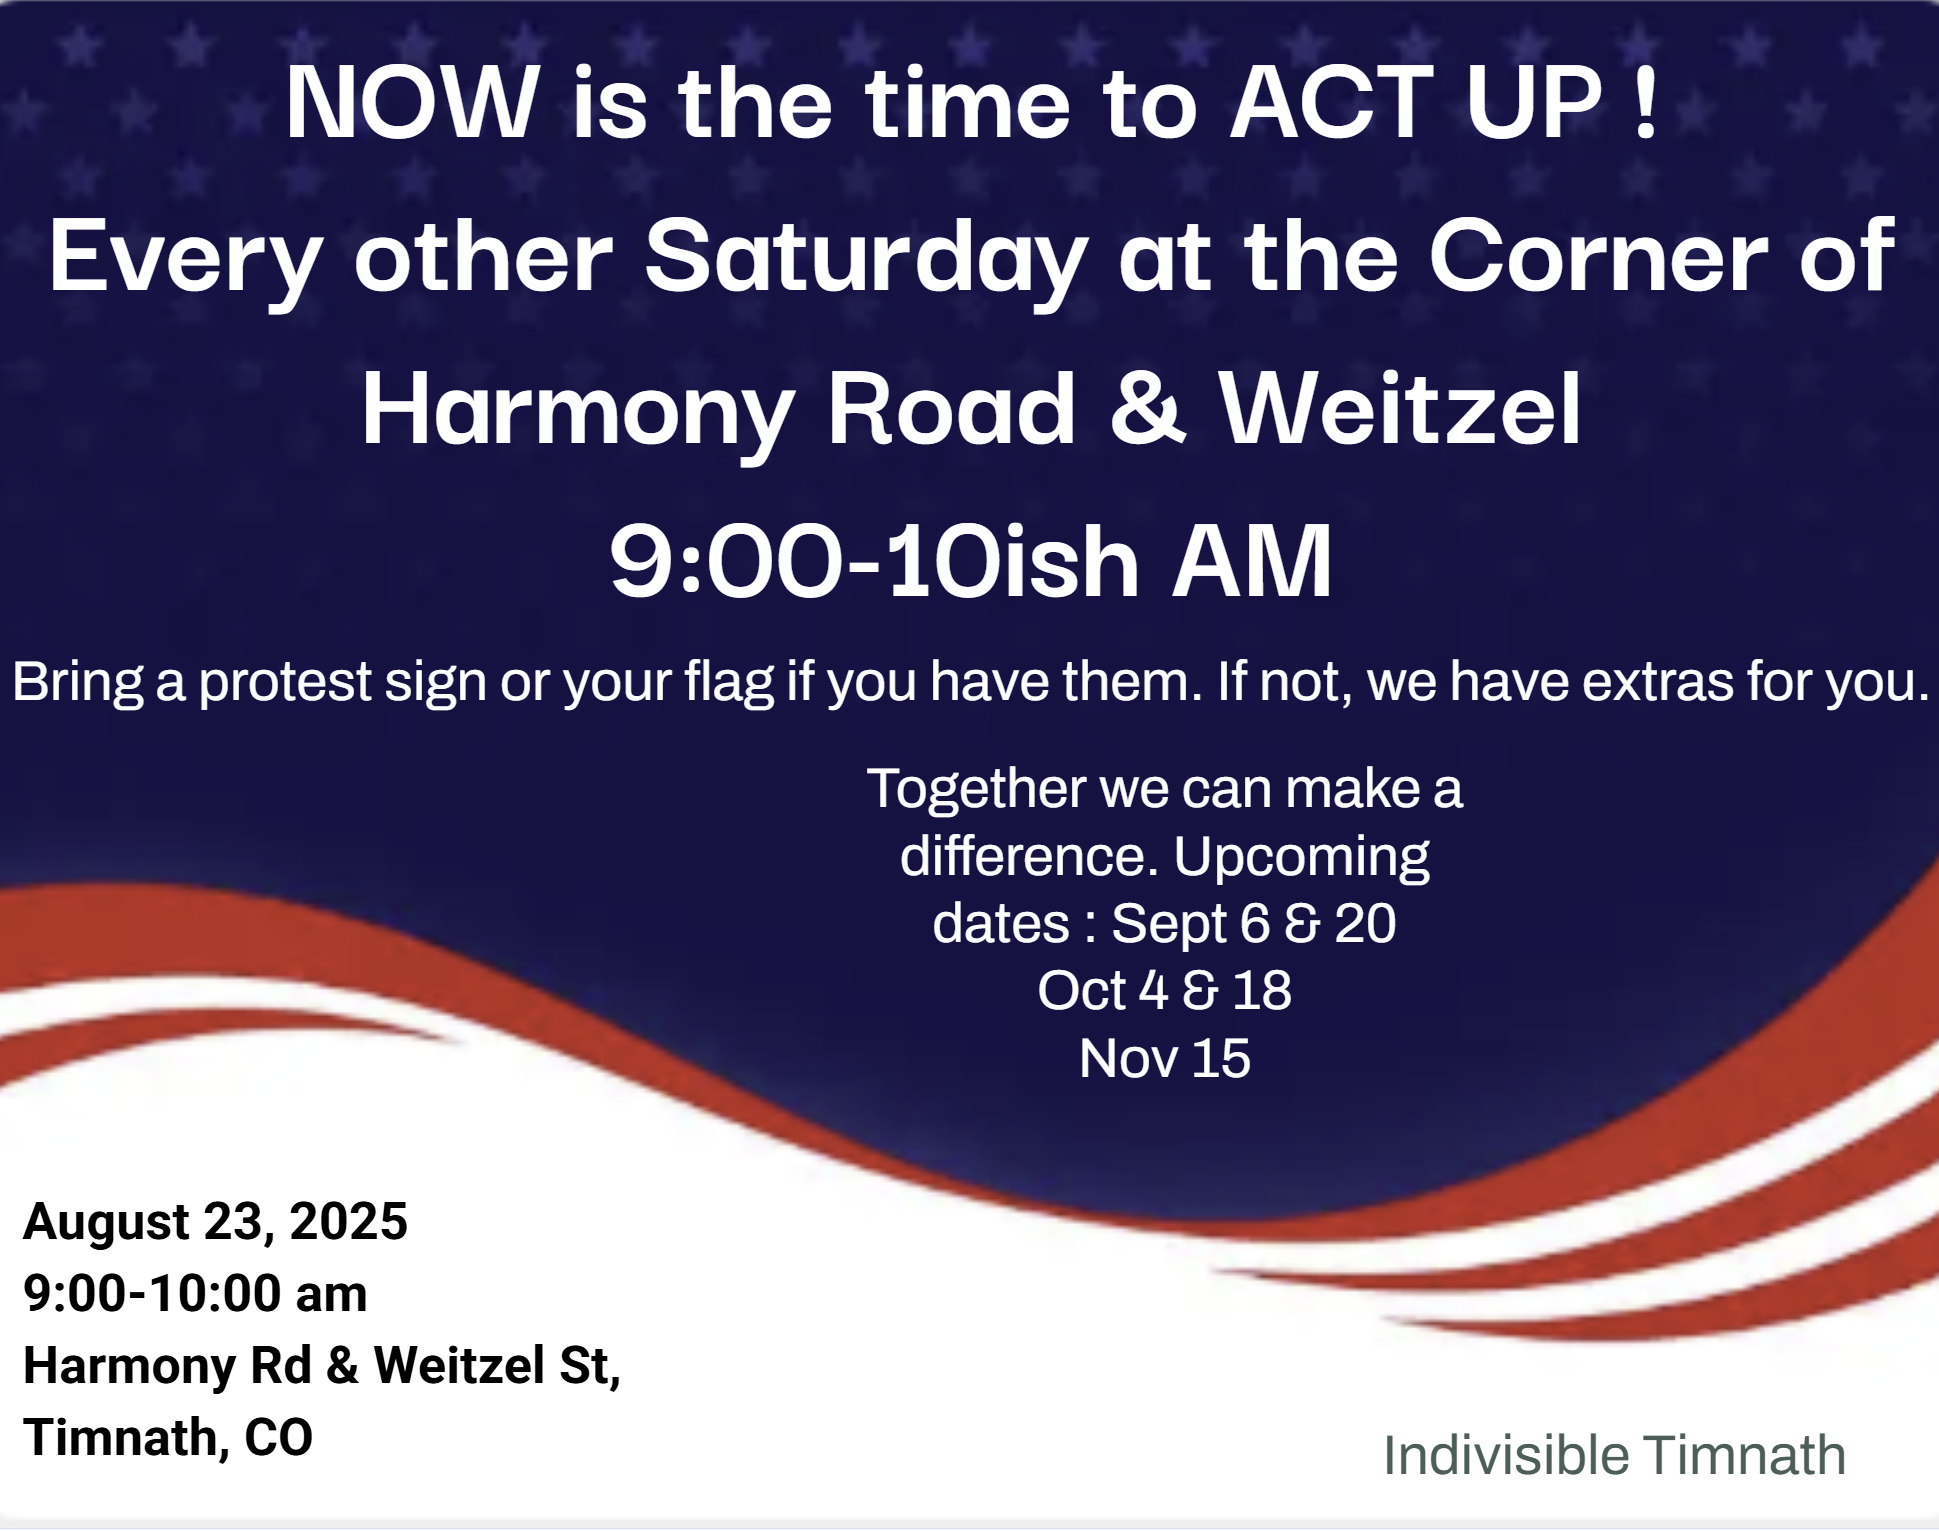 NOW is the time to ACT UP !
Every other Saturday at the Corner of
Harmony Road & Weitzel
9:00-10ish AM
Bring a protest sign or your flag if you have them. If not, we have extras for you.
Together we can make a
difference. Upcoming
dates : Sept 6 & 20
Oct 4 & 18
Nov 15
August 23, 2025
9:00-10:00 am
Harmony Rd & Weitzel St,
Timnath, CO
Indivisible Timnath